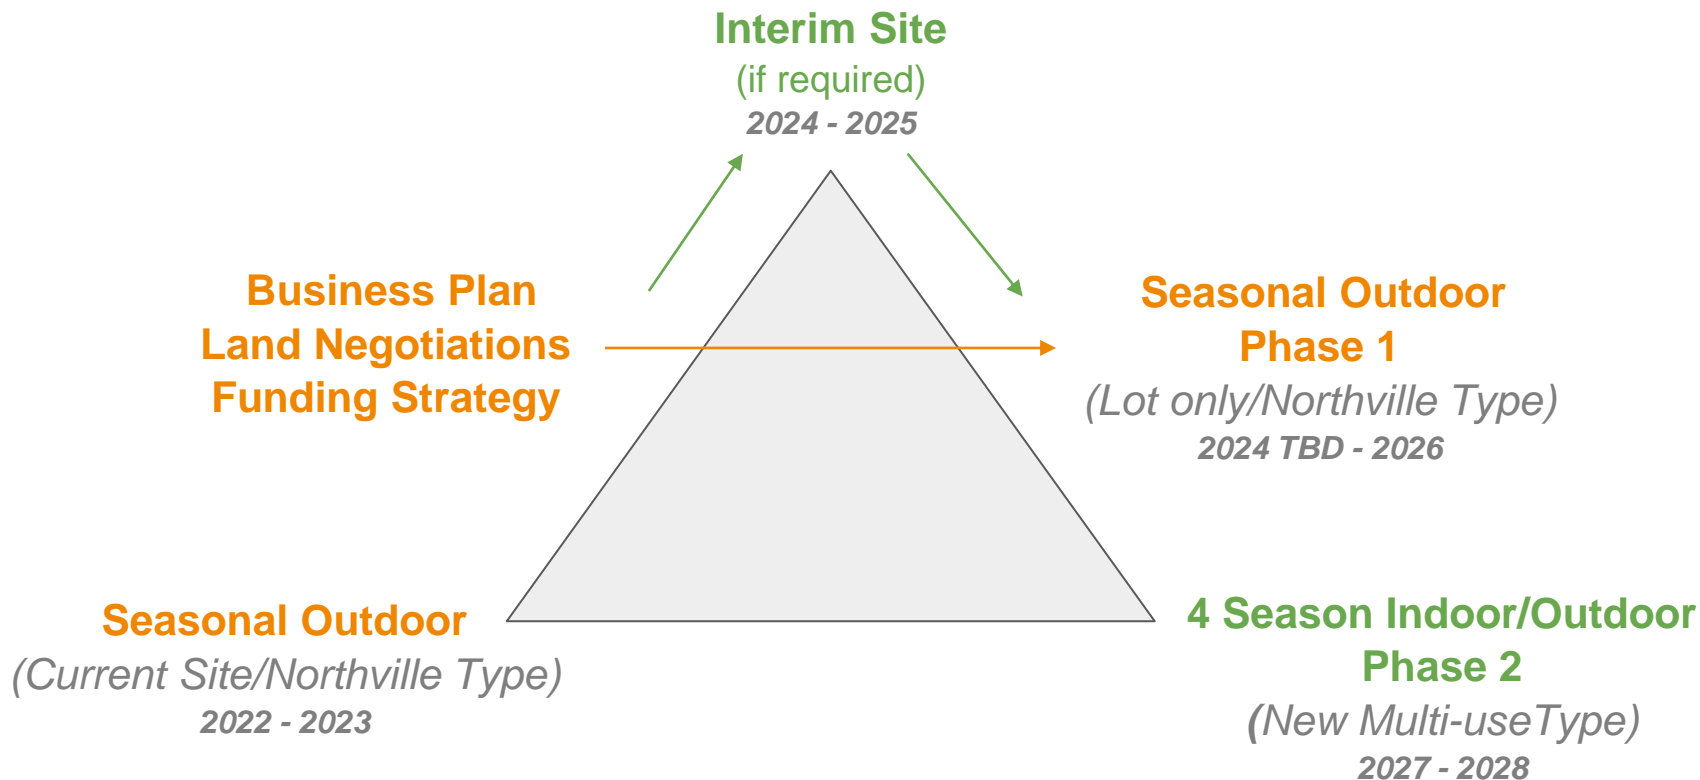 Interim Site
(if required)
2024 - 2025
Business Plan
Land Negotiations
Funding Strategy
Seasonal Outdoor
Phase 1
(Lot only/Northville Type)
2024 TBD - 2026
Seasonal Outdoor
(Current Site/Northville Type)
2022 - 2023
4 Season Indoor/Outdoor
Phase 2
(New Multi-useType)
2027 - 2028